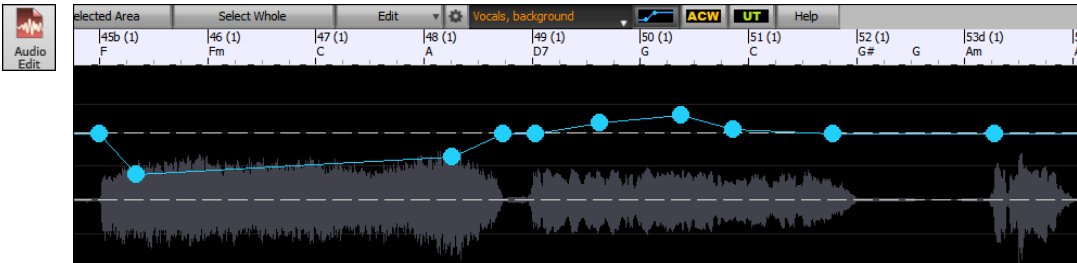 elected Area Select Whole Edit Vocals, background ACW UT Help
Audio
Edit
45b (1) 46 (1) 47 (1) 48 (1) 49 (1) 50 (1) 51 (1) 52 (1) 53d (1)
F Fm C A D7 G C G# G Am